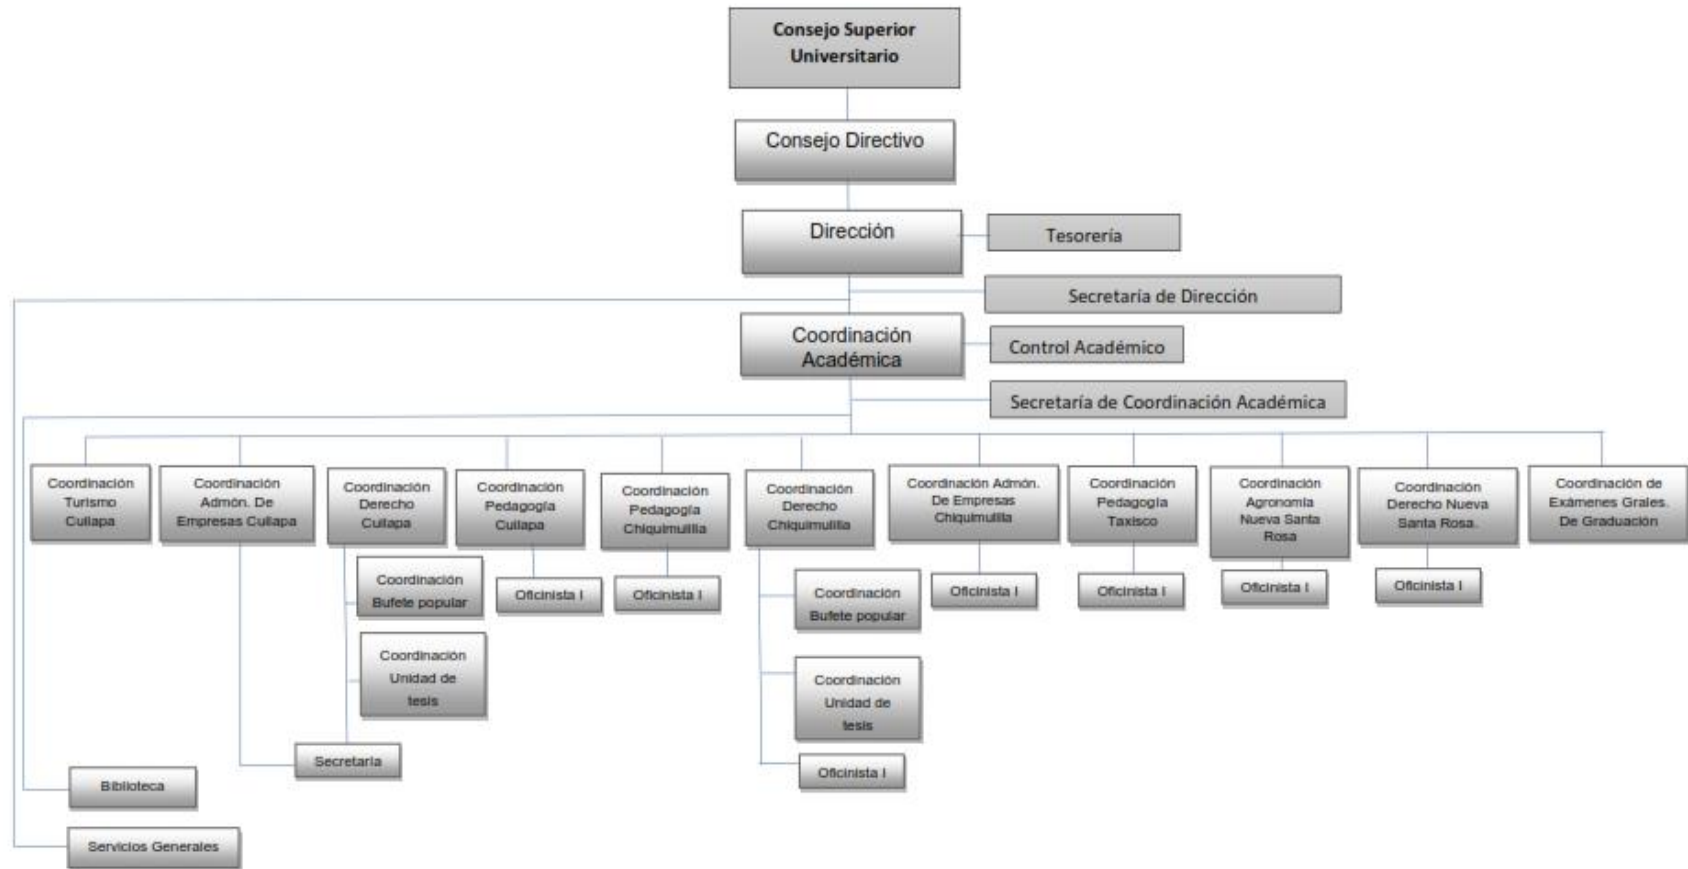 Consejo Superior
Universitario
Consejo Directivo
Dirección
Tesorería
Secretaría de Dirección
Coordinación
Académica
Control Académico
Secretaría de Coordinación Académica
Coordinación
Turismo
Cuilapa
Coordinación
Admón. De
Empresas Cuilapa
Coordinación
Derecho
Cuilapa
Coordinación
Pedagogía
Cuilapa
Coordinación
Pedagogía
Chiquimulilla
Coordinación
Derecho
Chiquimulilla
Coordinación Admón.
De Empresas
Chiquimulilla
Coordinación
Pedagogía
Taxisco
Coordinación
Agronomía
Nueva Santa
Rosa
Coordinación
Derecho Nueva
Santa Rosa.
Coordinación de
Exámenes Grales.
De Graduación
Coordinación
Bufete popular
Oficinista I
Oficinista I
Coordinación
Bufete popular
Oficinista I
Oficinista I
Oficinista I
Oficinista I
Coordinación
Unidad de
tesis
Coordinación
Unidad de
tesis
Secretaria
Oficinista I
Biblioteca
Servicios Generales